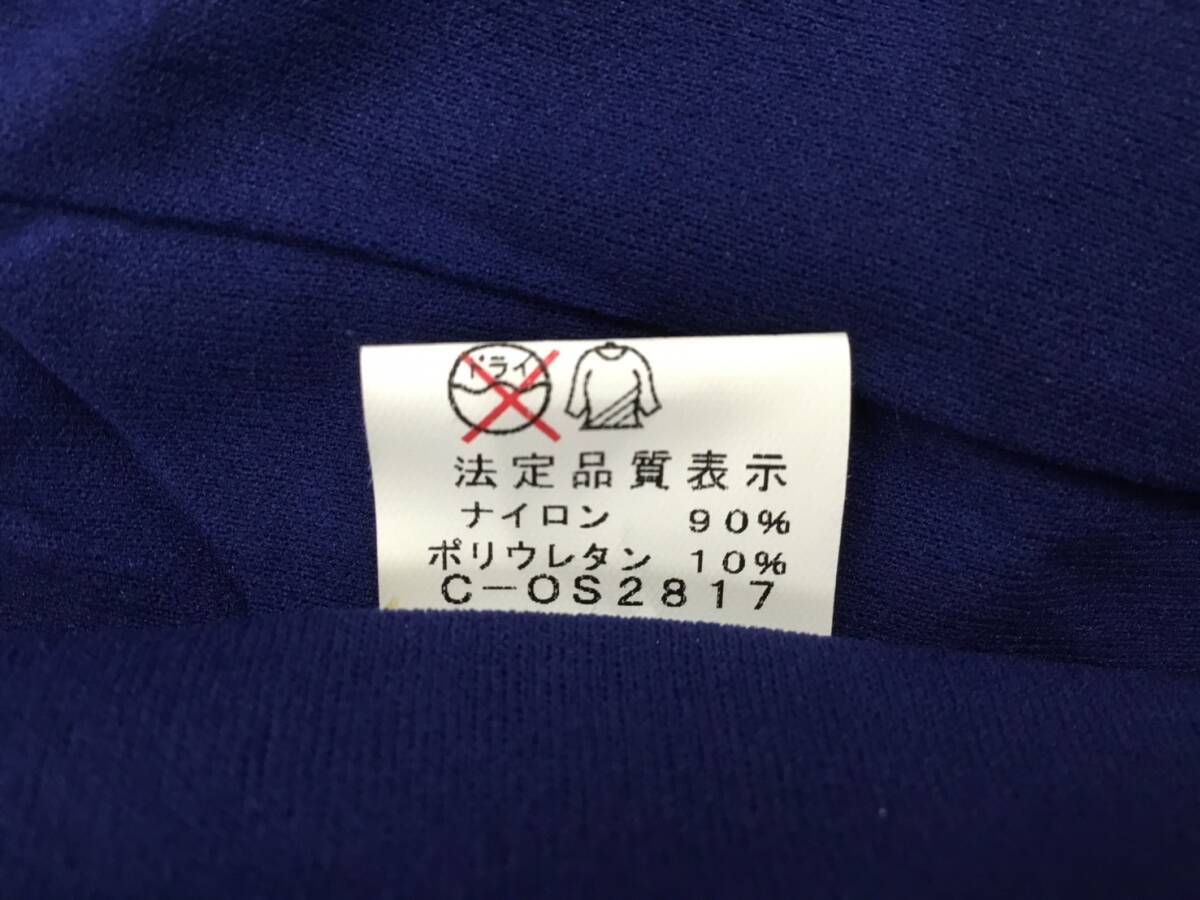 ドライ
法定品質表示
ナイロン 90%
ポリウレタン 10%
C-OS2817